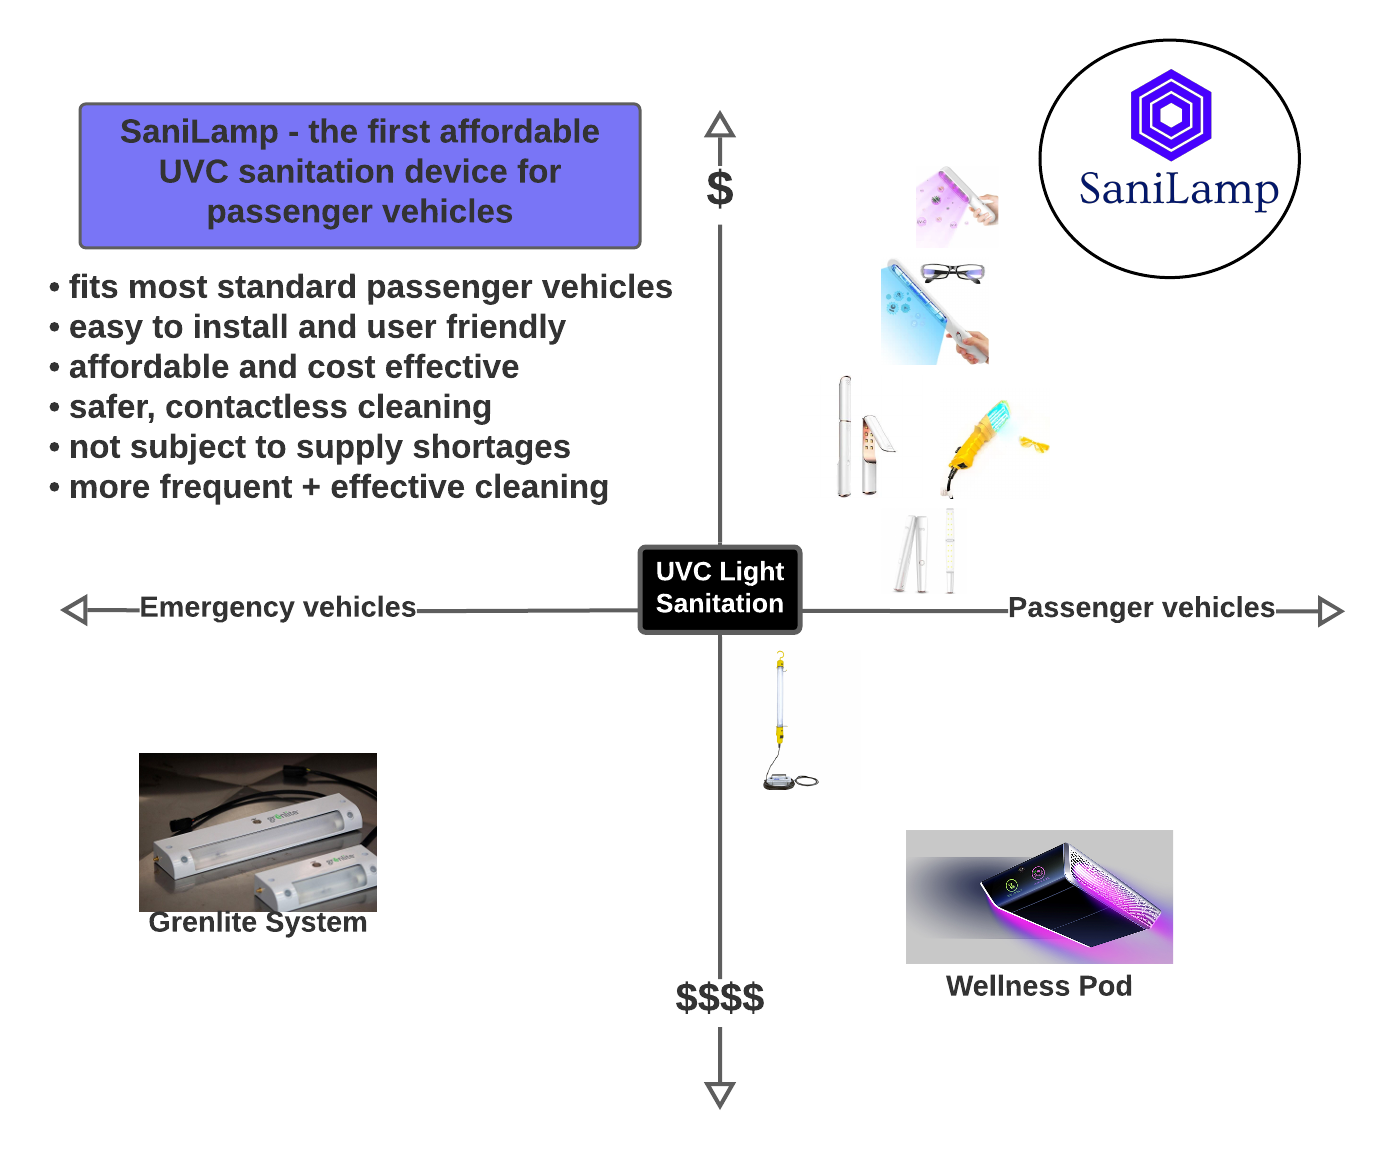 SaniLamp - the first affordable
UVC sanitation device for
passenger vehicles
• fits most standard passenger vehicles
• easy to install and user friendly
• affordable and cost effective
• safer, contactless cleaning
• not subject to supply shortages
• more frequent + effective cleaning
$
SaniLamp
UVC Light
Sanitation
Emergency vehicles
Passenger vehicles
grenlite
grenlite
Grenlite System
Wellness Pod
$$$$